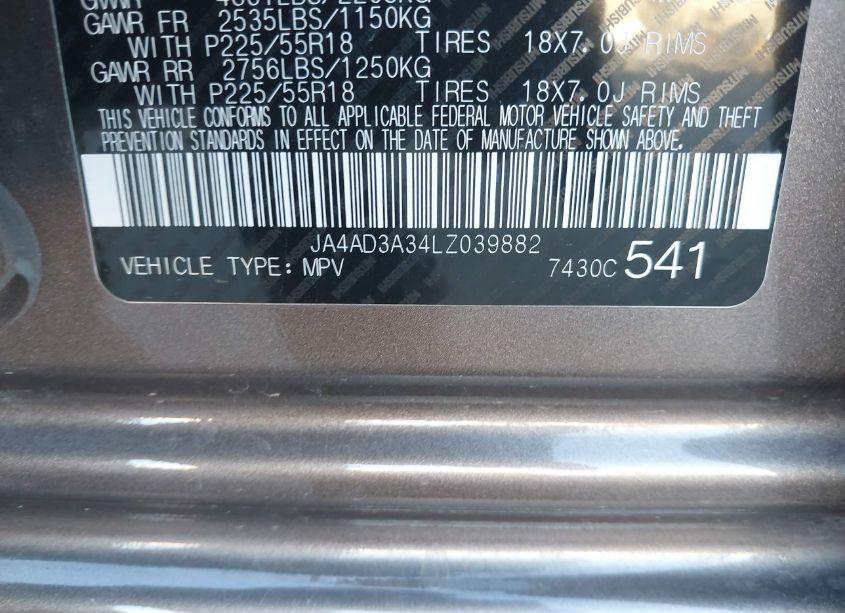 GAWR FR 2535LBS/1150KG
WITH P225/55R18 TIRES 18X7.0J RIMS
GAWR RR 2756LBS/1250KG
WITH P225/55R18 TIRES 18X7.0J RIMS
THIS VEHICLE CONFORMS TO ALL APPLICABLE FEDERAL MOTOR VEHICLE SAFETY AND THEFT
PREVENTION STANDARDS IN EFFECT ON THE DATE OF MANUFACTURE SHOWN ABOVE.
JA4AD3A34LZ039882
VEHICLE TYPE: MPV 7430C 541